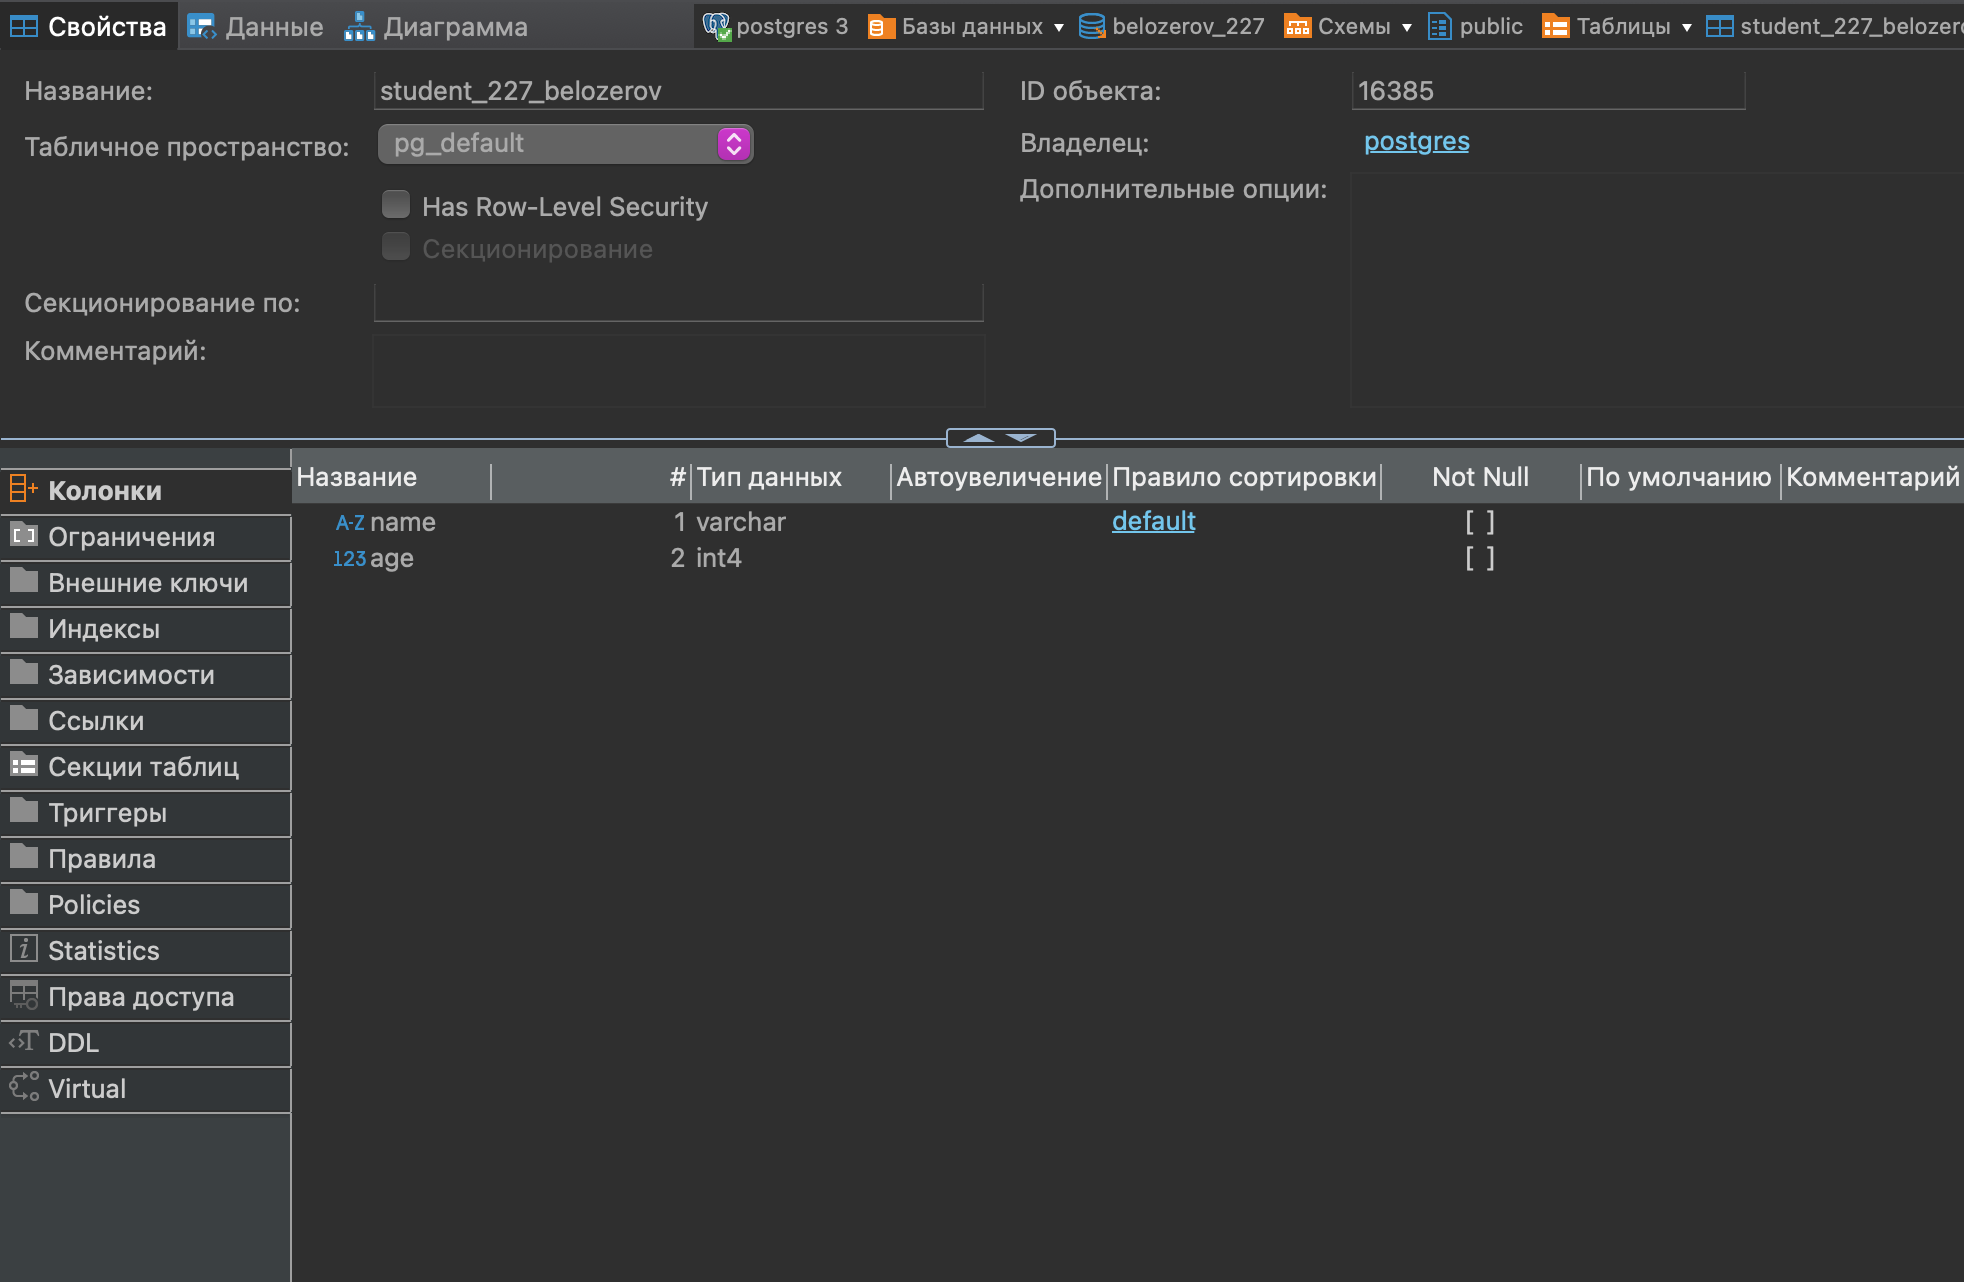 Свойства Данные Диаграмма postgres 3 Базы данных belozerov_227 Схемы public Таблицы student_227_belozer
Название: student_227_belozerov ID объекта: 16385
Табличное пространство: pg_default Владелец: postgres
Дополнительные опции:
Has Row-Level Security
Секционирование
Секционирование по:
Комментарий:
Название # Тип данных Автоувеличение Правило сортировки Not Null По умолчанию Комментарий
A-Z name 1 varchar default [ ]
123 age 2 int4 [ ]
Колонки
Ограничения
Внешние ключи
Индексы
Зависимости
Ссылки
Секции таблиц
Триггеры
Правила
Policies
Statistics
Права доступа
DDL
Virtual